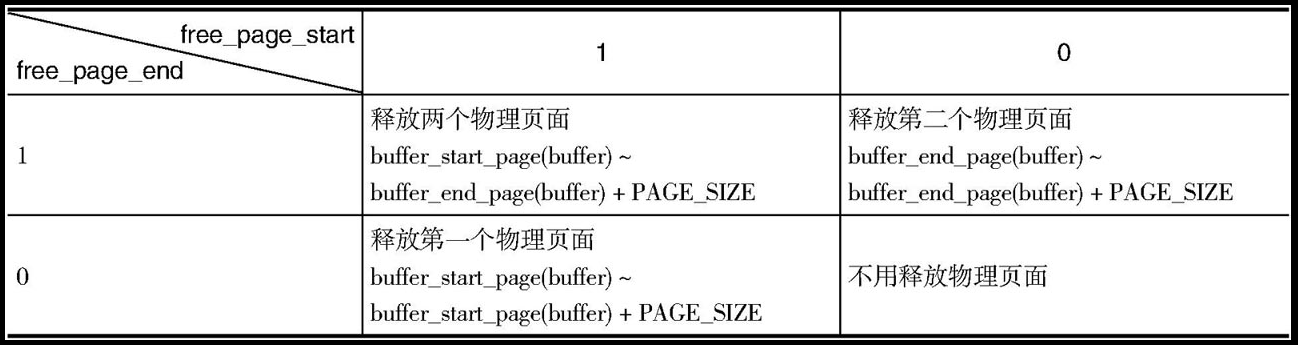 free_page_start
free_page_end
1
0
1
释放两个物理页面
buffer_start_page(buffer) ~
buffer_end_page(buffer) + PAGE_SIZE
释放第二个物理页面
buffer_end_page(buffer) ~
buffer_end_page(buffer) + PAGE_SIZE
0
释放第一个物理页面
buffer_start_page(buffer) ~
buffer_start_page(buffer) + PAGE_SIZE
不用释放物理页面